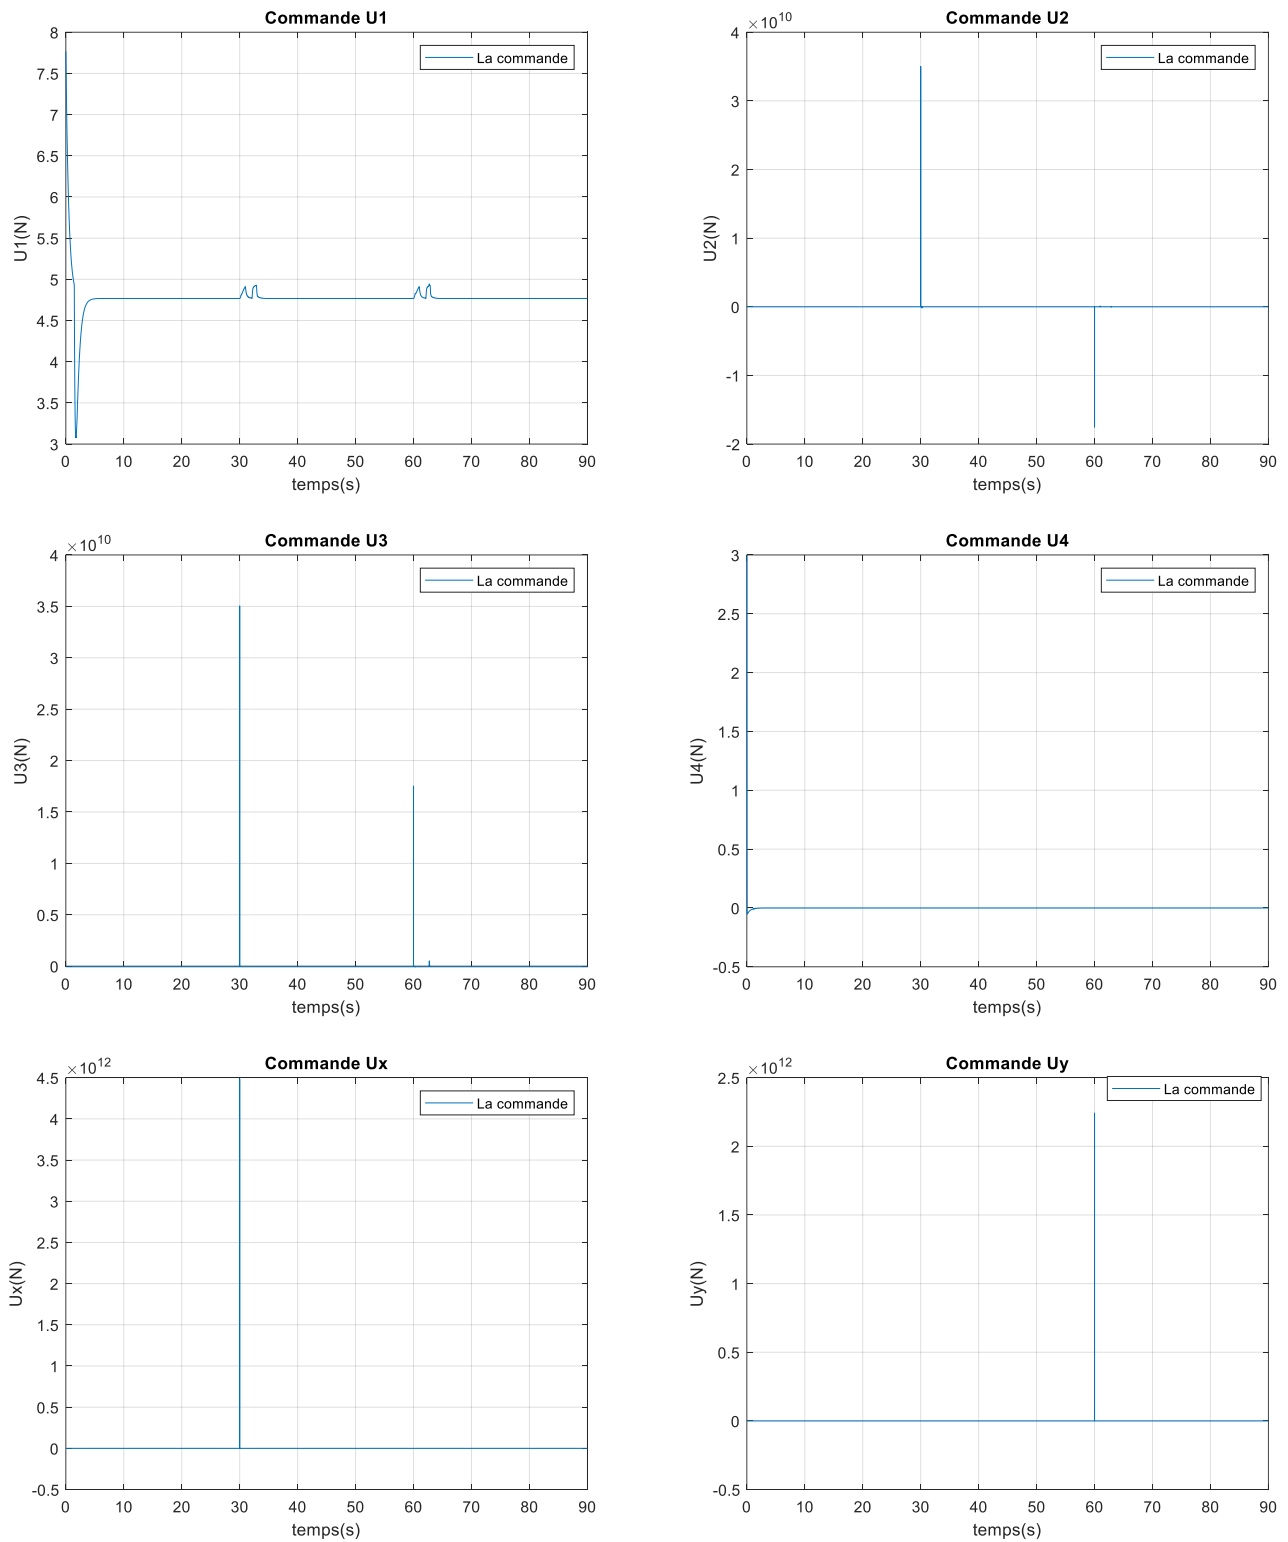 Commande U1
La commande
8
7.5
7
6.5
6
5.5
5
4.5
4
3.5
3
U1(N)
0 10 20 30 40 50 60 70 80 90
temps(s)
Commande U2
×10^10
La commande
4
3
2
1
0
-1
-2
U2(N)
0 10 20 30 40 50 60 70 80 90
temps(s)
Commande U3
×10^10
La commande
4
3.5
3
2.5
2
1.5
1
0.5
0
U3(N)
0 10 20 30 40 50 60 70 80 90
temps(s)
Commande U4
La commande
3
2.5
2
1.5
1
0.5
0
-0.5
U4(N)
0 10 20 30 40 50 60 70 80 90
temps(s)
Commande Ux
×10^12
La commande
4.5
4
3.5
3
2.5
2
1.5
1
0.5
0
-0.5
Ux(N)
0 10 20 30 40 50 60 70 80 90
temps(s)
Commande Uy
×10^12
La commande
2.5
2
1.5
1
0.5
0
-0.5
Uy(N)
0 10 20 30 40 50 60 70 80 90
temps(s)